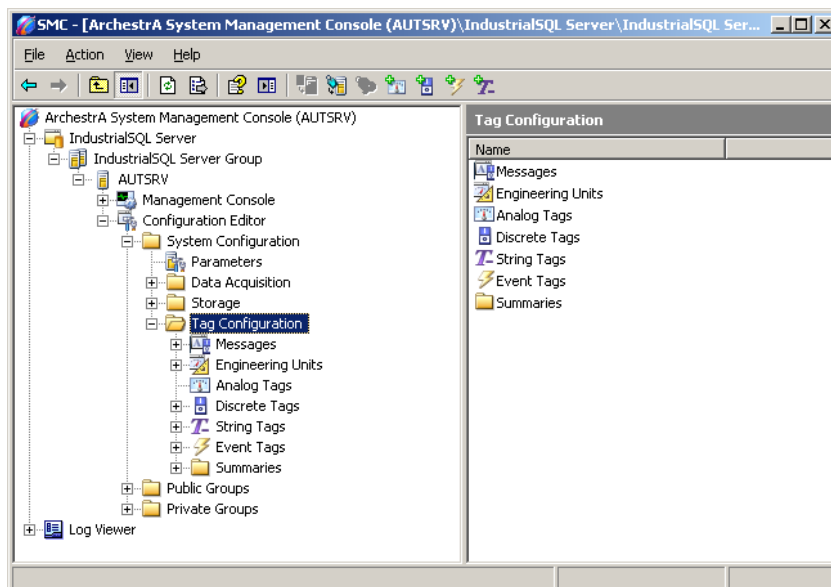 SMC - [ArchestrA System Management Console (AUTSRV)\IndustrialSQL Server\IndustrialSQL Ser...
File Action View Help
ArchestrA System Management Console (AUTSRV)
IndustrialSQL Server
IndustrialSQL Server Group
AUTSRV
Management Console
Configuration Editor
System Configuration
Parameters
Data Acquisition
Storage
Tag Configuration
Messages
Engineering Units
Analog Tags
Discrete Tags
String Tags
Event Tags
Summaries
Public Groups
Private Groups
Log Viewer
Tag Configuration
Name
Messages
Engineering Units
Analog Tags
Discrete Tags
String Tags
Event Tags
Summaries